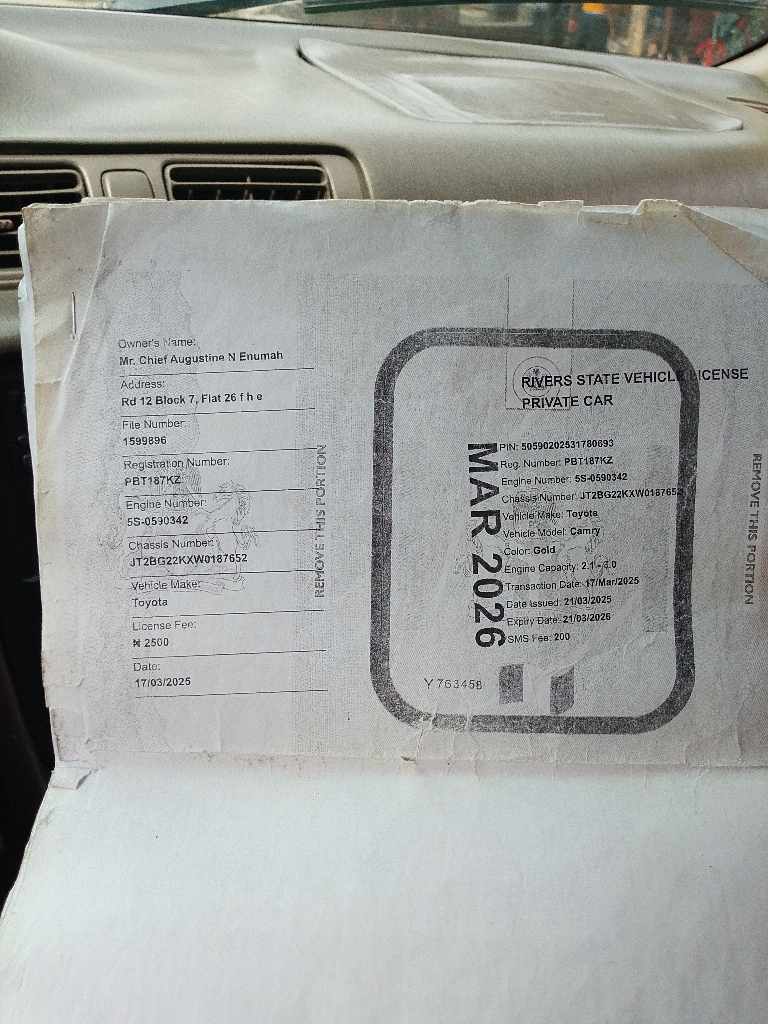 Owner's Name:
Mr. Chief Augustine N Enumah
Address:
Rd 12 Block 7, Flat 26 f h e
File Number:
1599896
Registration Number:
PBT187KZ
Engine Number:
5S-0590342
Chassis Number:
JT2BG22KXW0187652
Vehicle Make:
Toyota
License Fee:
₦ 2500
Date:
17/03/2025
REMOVE THIS PORTION
RIVERS STATE VEHICLE LICENSE
PRIVATE CAR
MAR 2026
PIN: 50590202531780693
Reg. Number: PBT187KZ
Engine Number: 5S-0590342
Chassis Number: JT2BG22KXW0187652
Vehicle Make: Toyota
Vehicle Model: Camry
Color: Gold
Engine Capacity: 2.1 - 3.0
Transaction Date: 17/Mar/2025
Date Issued: 21/03/2025
Expiry Date: 21/03/2026
SMS Fee: 200
Y 763458
REMOVE THIS PORTION